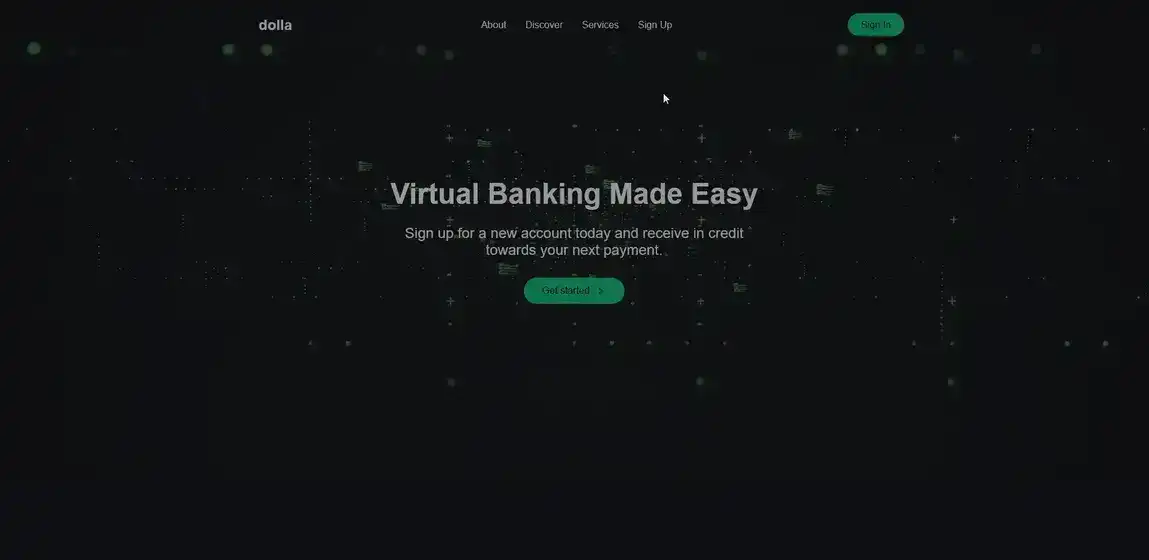 dolla
About
Discover
Services
Sign Up
Sign In
Virtual Banking Made Easy
Sign up for a new account today and receive in credit
towards your next payment.
Get started